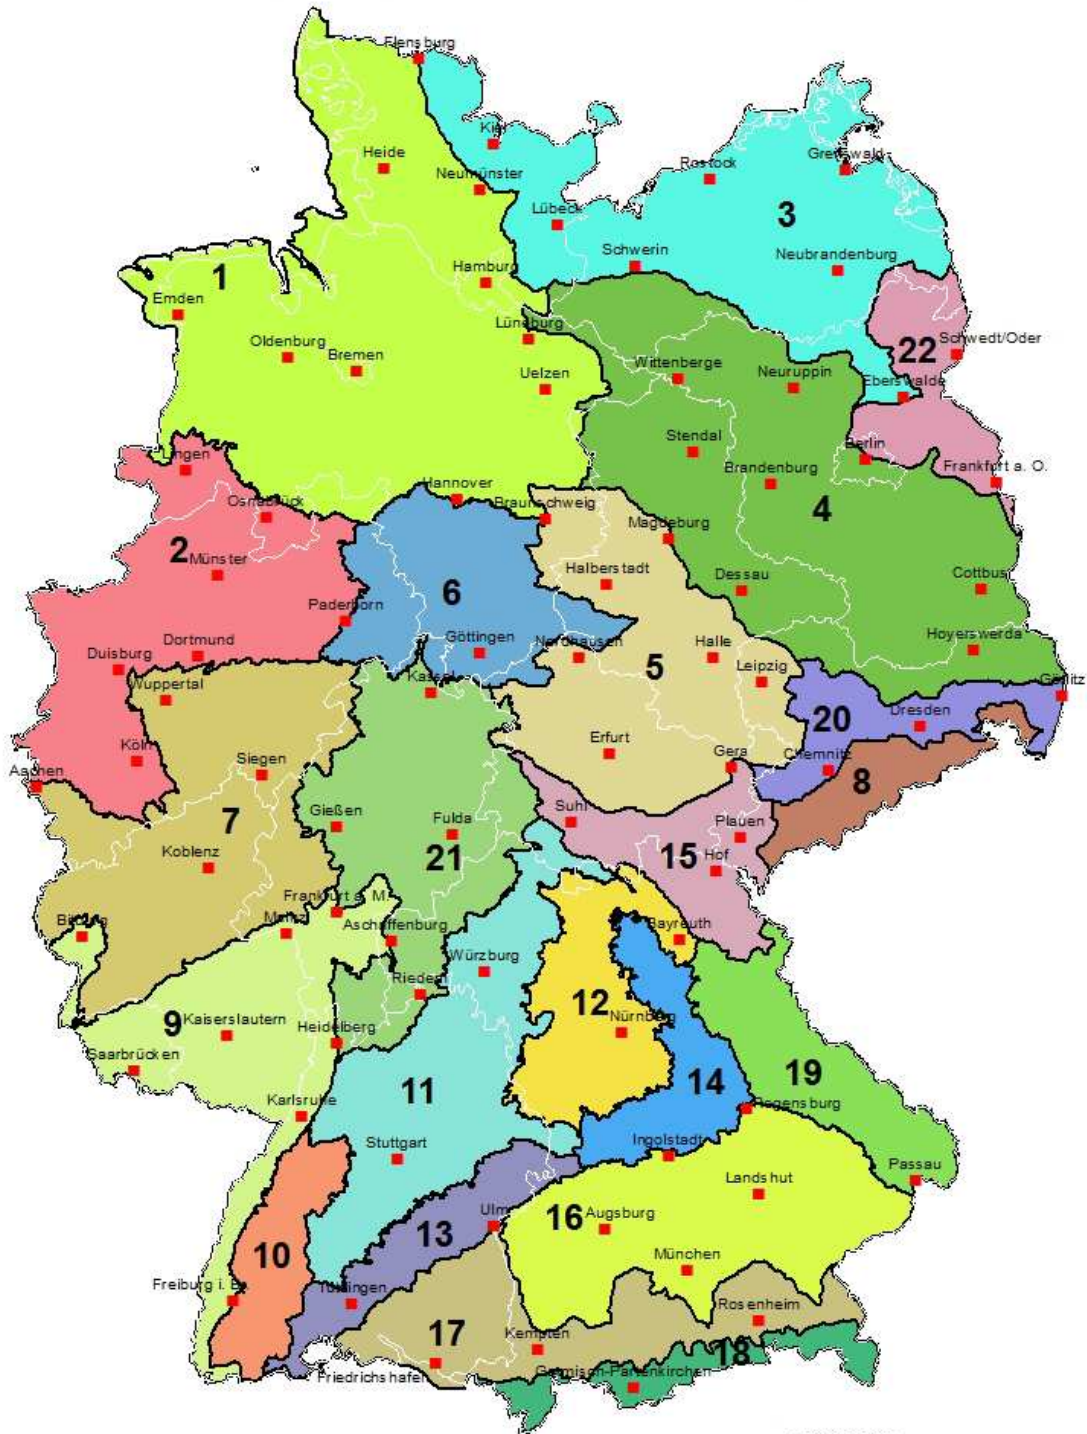 Flensburg
Kiel
Heide
Neumünster
Rostock
Greifswald
Lübeck
3
Schwerin
Neubrandenburg
1
Hamburg
Emden
Lüneburg
Oldenburg
Bremen
22
Schwedt/Oder
Uelzen
Wittenberge
Neuruppin
Eberswalde
Stendal
Berlin
Lingen
Brandenburg
Frankfurt a. O.
Hannover
Osnabrück
Braunschweig
4
Magdeburg
2
Münster
Halberstadt
Dessau
Cottbus
6
Paderborn
Göttingen
Nordhausen
Hoyerswerda
Dortmund
Halle
Duisburg
5
Leipzig
Wuppertal
Kassel
Görlitz
20
Dresden
Köln
Siegen
Erfurt
Gera
Chemnitz
Aachen
8
Gießen
Fulda
Suhl
Plauen
7
Koblenz
21
15
Hof
Frankfurt a. M.
Mainz
Aschaffenburg
Bayreuth
Bitburg
Würzburg
Riedern
12
9
Kaiserslautern
Heidelberg
Nürnberg
Saarbrücken
11
14
19
Karlsruhe
Regensburg
Stuttgart
Ingolstadt
Passau
Landshut
Ulm
16
Augsburg
13
10
München
Freiburg i. Br.
Tuttlingen
Rosenheim
17
Kempten
18
Friedrichshafen
Garmisch-Partenkirchen